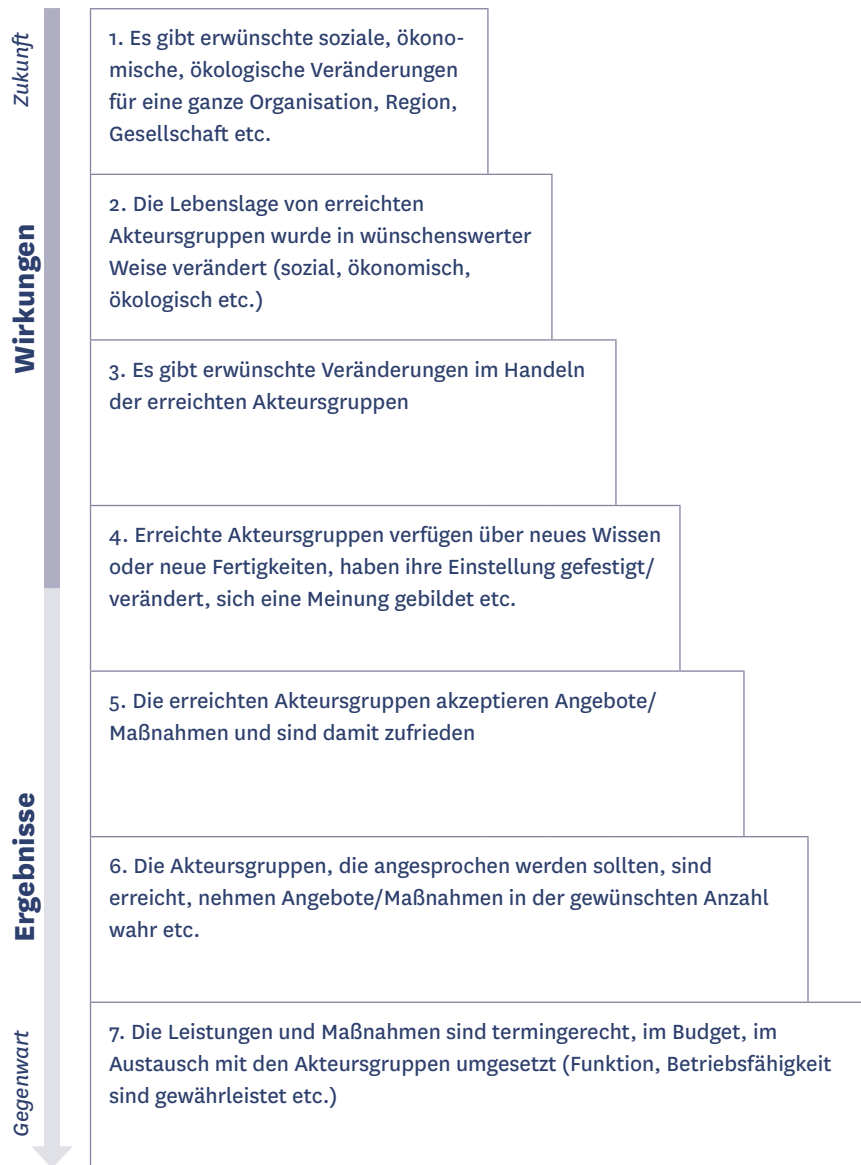 Zukunft
1. Es gibt erwünschte soziale, ökono-
mische, ökologische Veränderungen
für eine ganze Organisation, Region,
Gesellschaft etc.
Wirkungen
2. Die Lebenslage von erreichten
Akteursgruppen wurde in wünschenswerter
Weise verändert (sozial, ökonomisch,
ökologisch etc.)
3. Es gibt erwünschte Veränderungen im Handeln
der erreichten Akteursgruppen
4. Erreichte Akteursgruppen verfügen über neues Wissen
oder neue Fertigkeiten, haben ihre Einstellung gefestigt/
verändert, sich eine Meinung gebildet etc.
5. Die erreichten Akteursgruppen akzeptieren Angebote/
Maßnahmen und sind damit zufrieden
Ergebnisse
6. Die Akteursgruppen, die angesprochen werden sollten, sind
erreicht, nehmen Angebote/Maßnahmen in der gewünschten Anzahl
wahr etc.
Gegenwart
7. Die Leistungen und Maßnahmen sind termingerecht, im Budget, im
Austausch mit den Akteursgruppen umgesetzt (Funktion, Betriebsfähigkeit
sind gewährleistet etc.)